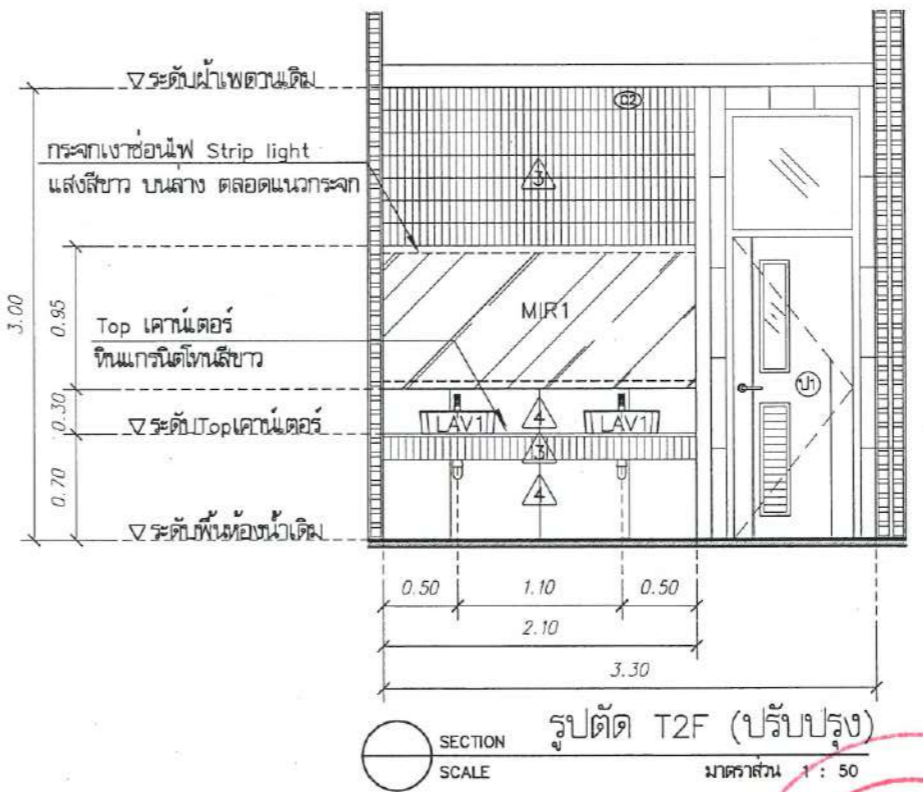 ▽ระดับฝ้าเพดานเดิม
C2
กระจกเงาซ่อนไฟ Strip light
แสงสีขาว บนล่าง ตลอดแนวกระจก
3
3.00
0.95
MIR1
Top เคาน์เตอร์
หินแกรนิตโทนสีขาว
ป1
0.30
▽ระดับTopเคาน์เตอร์
LAV1
4
LAV1
3
0.70
4
▽ระดับพื้นห้องน้ำเดิม
0.50 1.10 0.50
2.10
3.30
SECTION รูปตัด T2F (ปรับปรุง)
SCALE มาตราส่วน 1 : 50